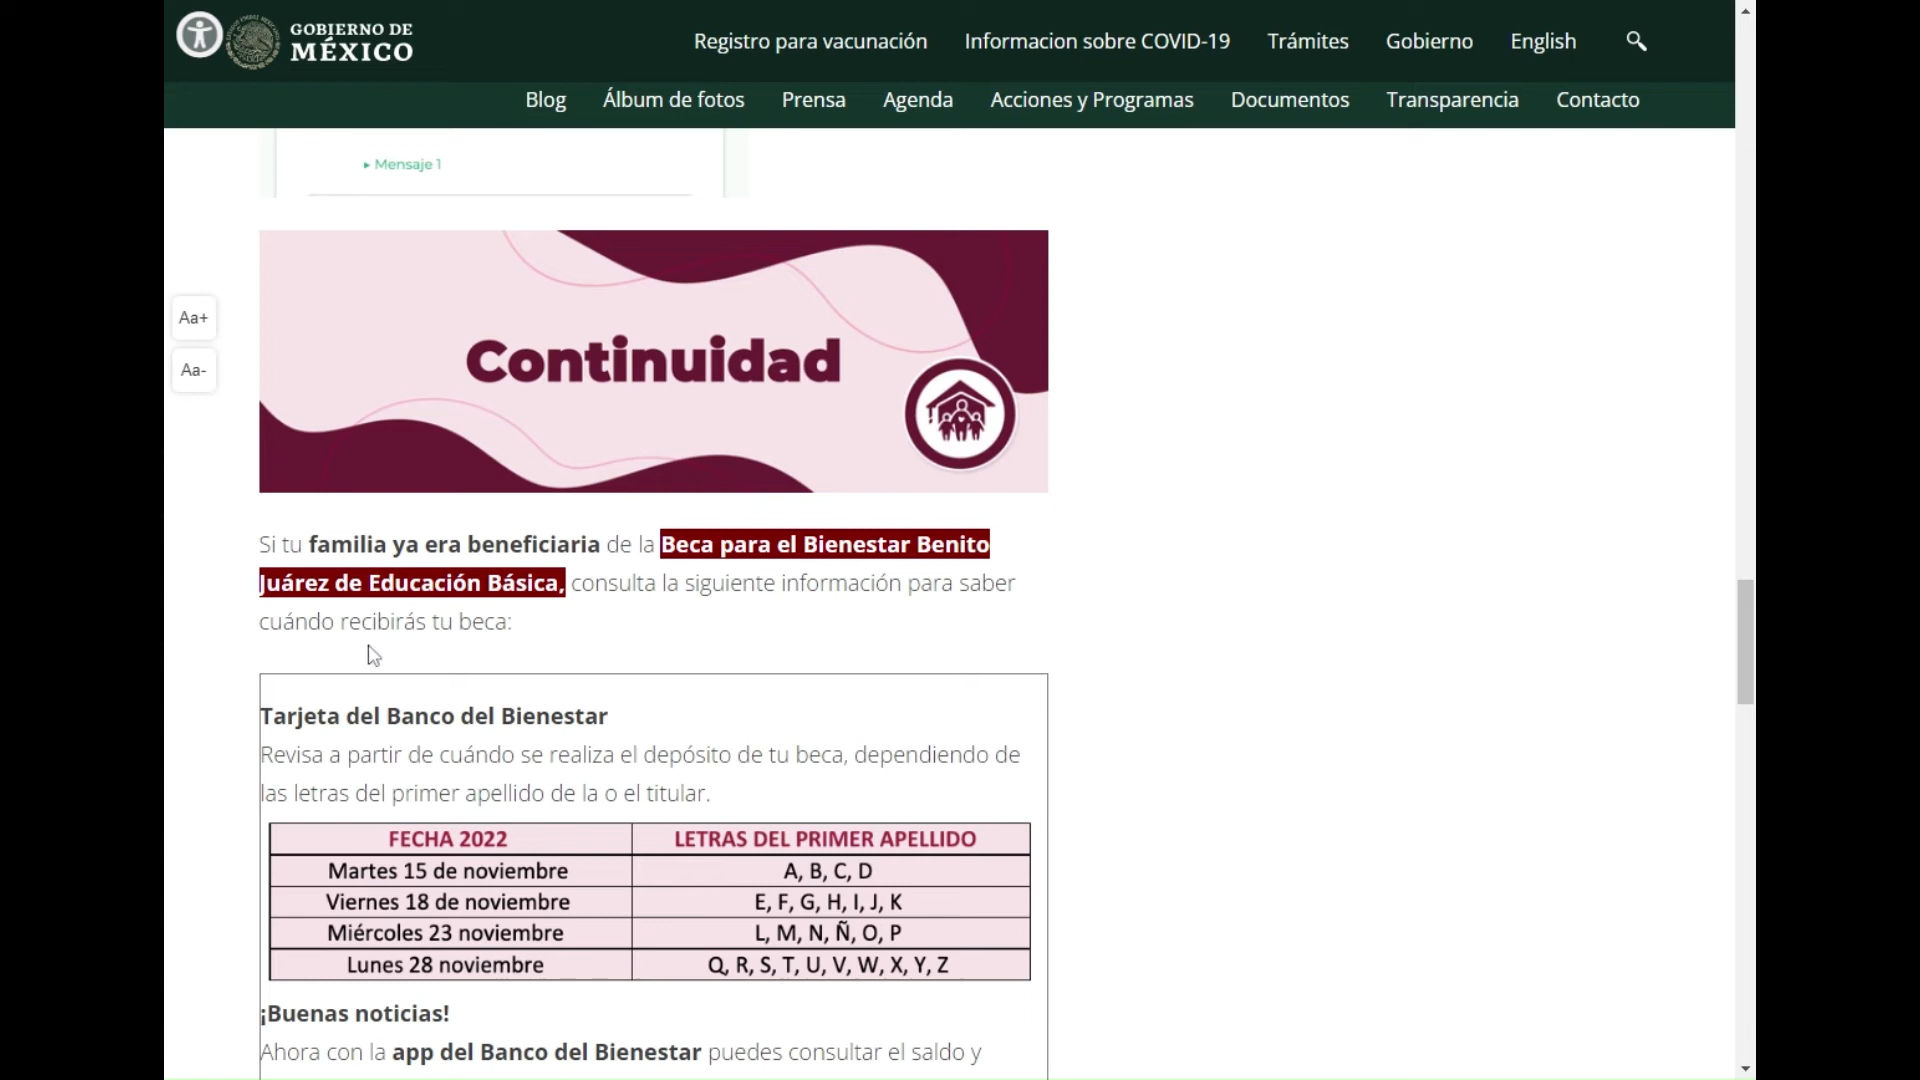 GOBIERNO DE
MÉXICO
Registro para vacunación Informacion sobre COVID-19 Trámites Gobierno English
Blog Álbum de fotos Prensa Agenda Acciones y Programas Documentos Transparencia Contacto
▸ Mensaje 1
Aa+
Aa-
Continuidad
Si tu familia ya era beneficiaria de la Beca para el Bienestar Benito
Juárez de Educación Básica, consulta la siguiente información para saber
cuándo recibirás tu beca:
Tarjeta del Banco del Bienestar
Revisa a partir de cuándo se realiza el depósito de tu beca, dependiendo de
las letras del primer apellido de la o el titular.
FECHA 2022 LETRAS DEL PRIMER APELLIDO
Martes 15 de noviembre A, B, C, D
Viernes 18 de noviembre E, F, G, H, I, J, K
Miércoles 23 noviembre L, M, N, Ñ, O, P
Lunes 28 noviembre Q, R, S, T, U, V, W, X, Y, Z
¡Buenas noticias!
Ahora con la app del Banco del Bienestar puedes consultar el saldo y